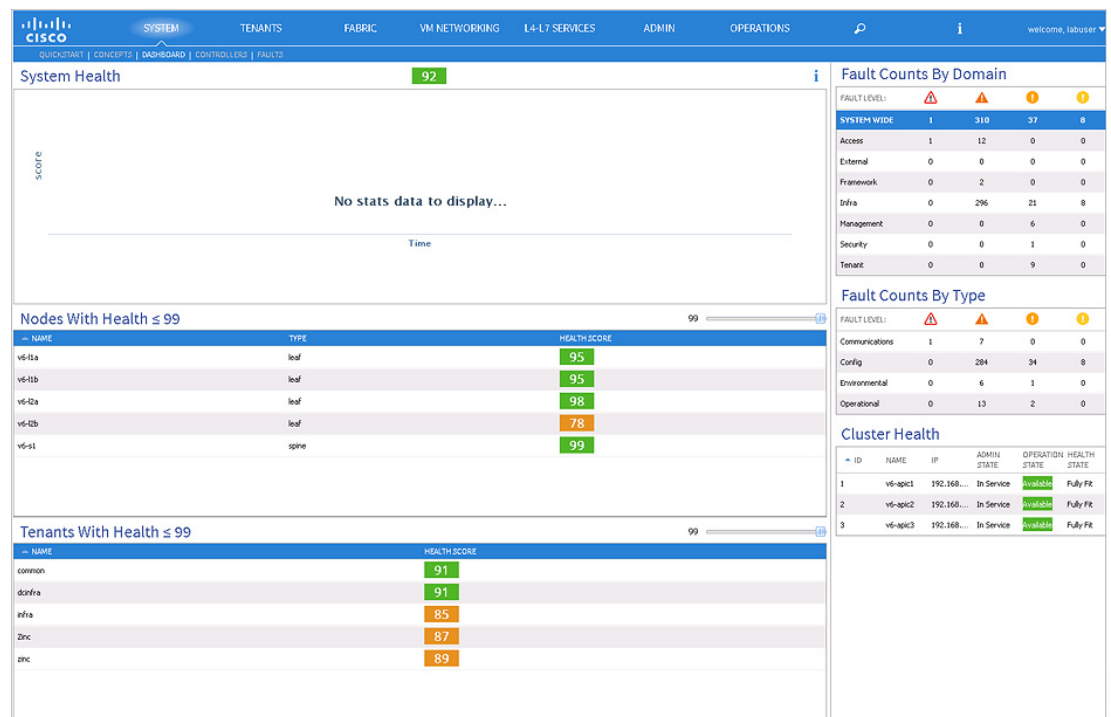 CISCO
SYSTEM TENANTS FABRIC VM NETWORKING L4-L7 SERVICES ADMIN OPERATIONS i welcome, labuser
QUICKSTART | CONCEPTS | DASHBOARD | CONTROLLERS | FAULTS
System Health 92 i
score
No stats data to display...
Time
Nodes With Health ≤ 99 99
NAME TYPE HEALTH SCORE
v6-l1a leaf 95
v6-l1b leaf 95
v6-l2a leaf 98
v6-l2b leaf 78
v6-s1 spine 99
Tenants With Health ≤ 99 99
NAME HEALTH SCORE
common 91
dcinfra 91
infra 85
Zinc 87
zinc 89
Fault Counts By Domain
FAULT LEVEL:
SYSTEM WIDE 1 310 37 8
Access 1 12 0 0
External 0 0 0 0
Framework 0 2 0 0
Infra 0 296 21 8
Management 0 0 6 0
Security 0 0 1 0
Tenant 0 0 9 0
Fault Counts By Type
FAULT LEVEL:
Communications 1 7 0 0
Config 0 284 34 8
Environmental 0 6 1 0
Operational 0 13 2 0
Cluster Health
ID NAME IP ADMIN STATE OPERATION STATE HEALTH STATE
1 v6-apic1 192.168.... In Service Available Fully Fit
2 v6-apic2 192.168.... In Service Available Fully Fit
3 v6-apic3 192.168.... In Service Available Fully Fit